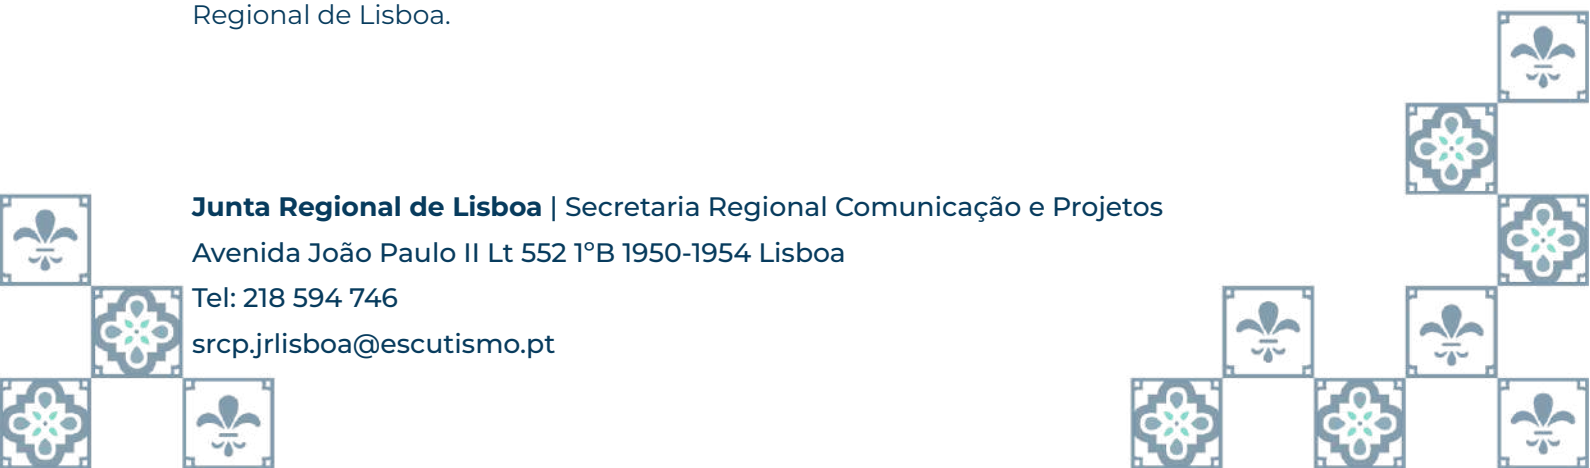 Regional de Lisboa.
Junta Regional de Lisboa | Secretaria Regional Comunicação e Projetos
Avenida João Paulo II Lt 552 1ºB 1950-1954 Lisboa
Tel: 218 594 746
srcp.jrlisboa@escutismo.pt